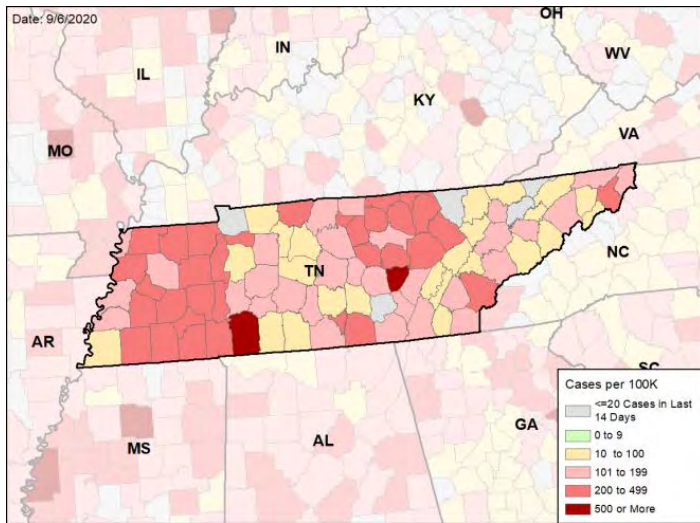 Date: 9/6/2020
OH
IN
WV
IL
KY
VA
MO
NC
TN
AR
SC
MS
AL
GA
Cases per 100K
<=20 Cases in Last
14 Days
0 to 9
10 to 100
101 to 199
200 to 499
500 or More